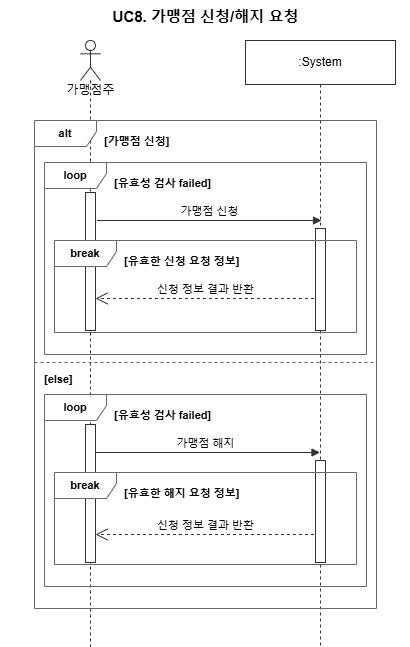 UC8. 가맹점 신청/해지 요청
:System
가맹점주
alt
[가맹점 신청]
loop
[유효성 검사 failed]
가맹점 신청
break
[유효한 신청 요청 정보]
신청 정보 결과 반환
[else]
loop
[유효성 검사 failed]
가맹점 해지
break
[유효한 해지 요청 정보]
신청 정보 결과 반환